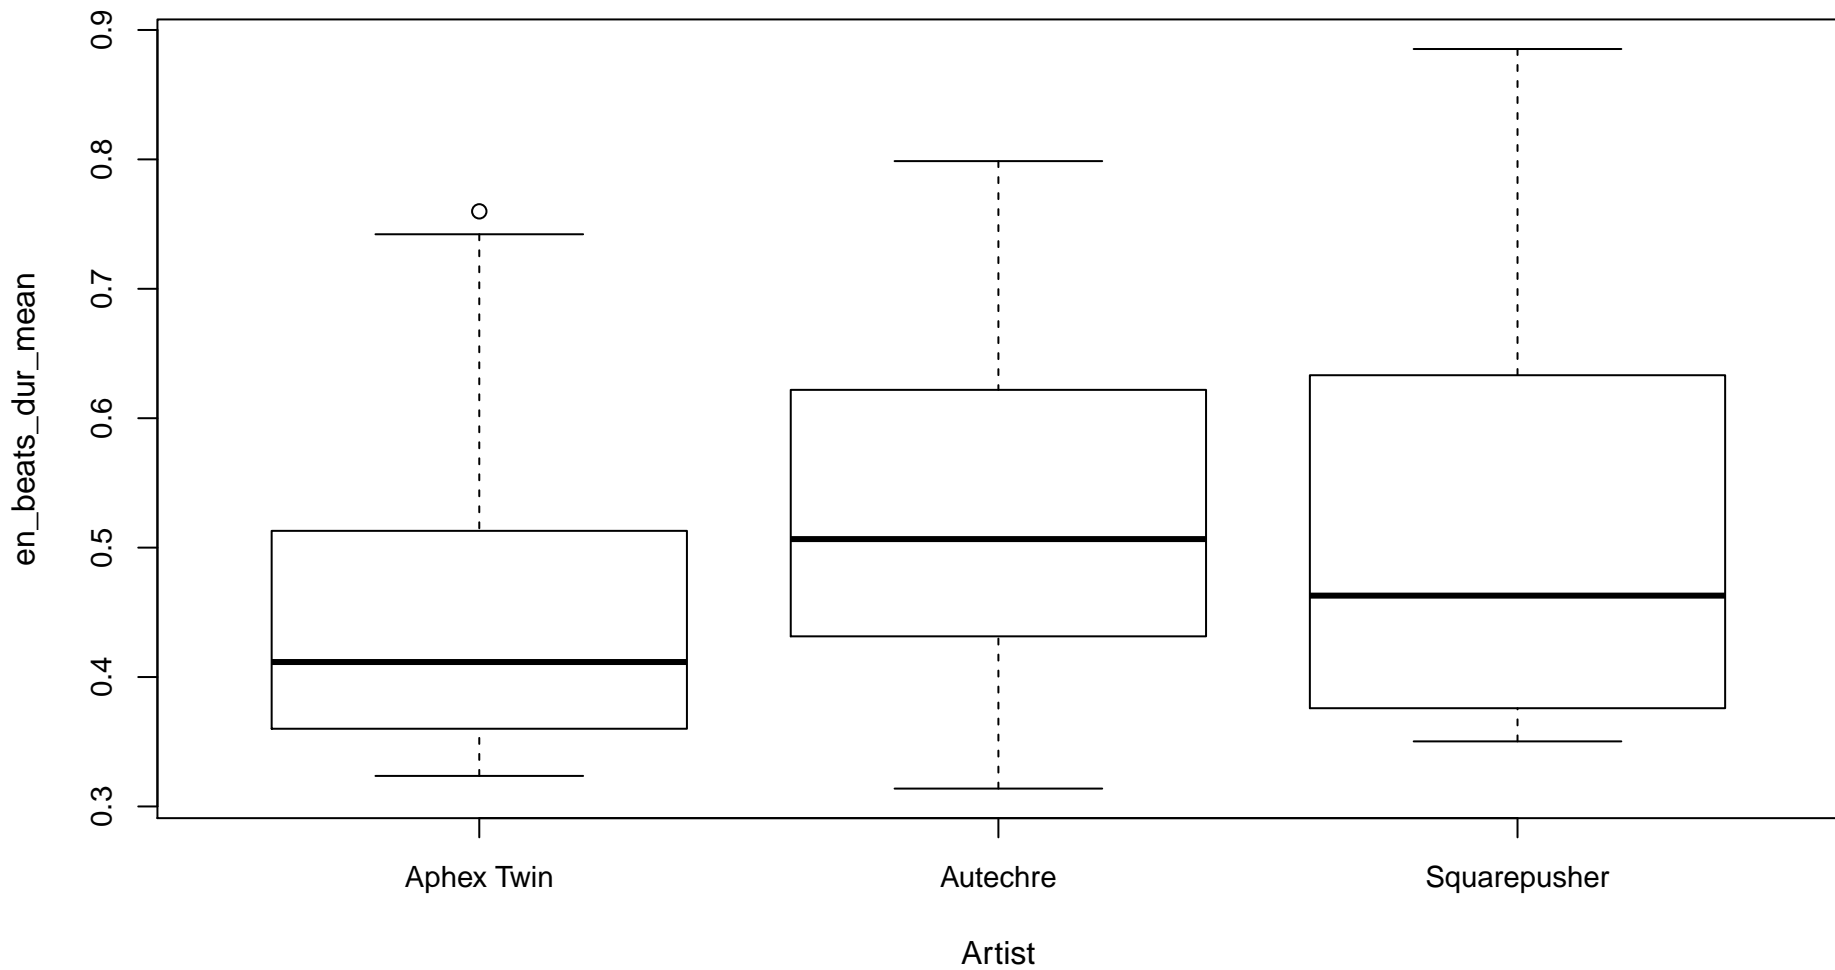 en_beats_dur_mean
0.9
0.8
0.7
0.6
0.5
0.4
0.3
Aphex Twin
Autechre
Squarepusher
Artist